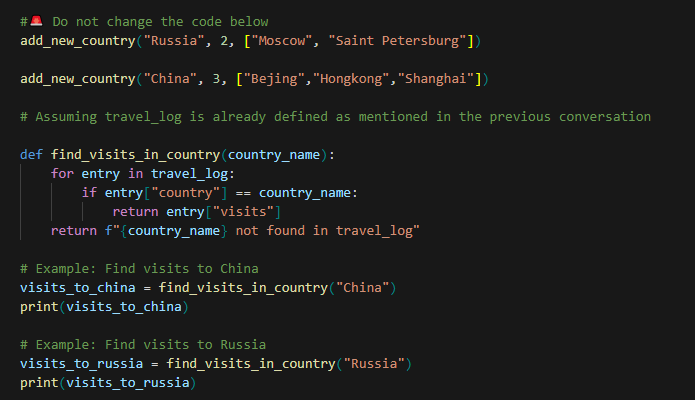 #🚨 Do not change the code below
add_new_country("Russia", 2, ["Moscow", "Saint Petersburg"])
add_new_country("China", 3, ["Bejing","Hongkong","Shanghai"])
# Assuming travel_log is already defined as mentioned in the previous conversation
def find_visits_in_country(country_name):
    for entry in travel_log:
        if entry["country"] == country_name:
            return entry["visits"]
    return f"{country_name} not found in travel_log"
# Example: Find visits to China
visits_to_china = find_visits_in_country("China")
print(visits_to_china)
# Example: Find visits to Russia
visits_to_russia = find_visits_in_country("Russia")
print(visits_to_russia)